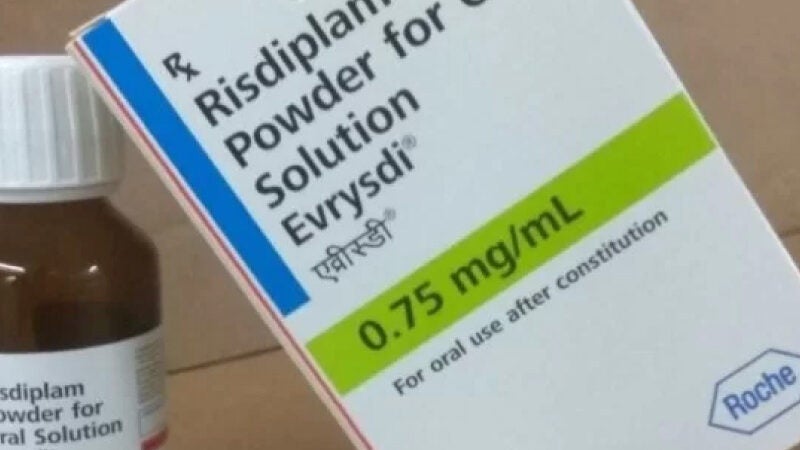 Rx
Risdiplam
Powder for
Solution
Evrysdi®
एव्रीस्डी®
0.75 mg/mL
For oral use after constitution
Roche
sdiplam
owder for
ral Solution